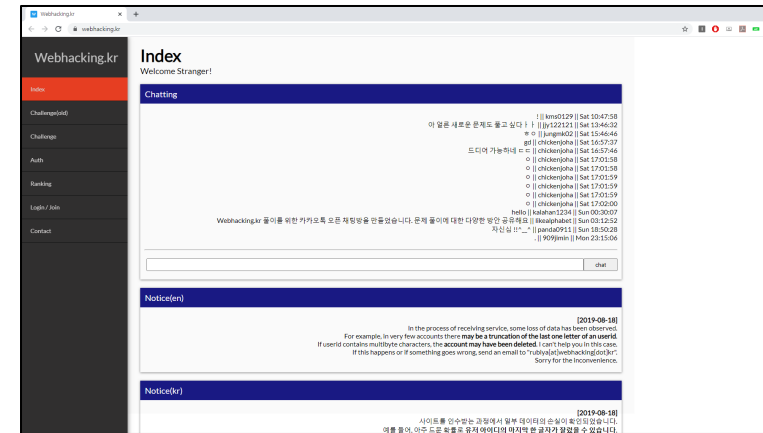 Webhacking.kr
webhacking.kr
Webhacking.kr
Index
Challenge(old)
Challenge
Auth
Ranking
Login / Join
Contact
Index
Welcome Stranger!
Chatting
! || kms0129 || Sat 10:47:58
아 얼른 새로운 문제도 풀고 싶다ㅏㅏ || jjy122121 || Sat 13:46:32
ㅎㅇ || jungmk02 || Sat 15:46:46
gd || chickenjoha || Sat 16:57:37
드디어 가능하네 ㄷㄷ || chickenjoha || Sat 16:57:46
ㅇ || chickenjoha || Sat 17:01:58
ㅇ || chickenjoha || Sat 17:01:58
ㅇ || chickenjoha || Sat 17:01:59
ㅇ || chickenjoha || Sat 17:01:59
ㅇ || chickenjoha || Sat 17:01:59
ㅇ || chickenjoha || Sat 17:02:00
hello || kalahan1234 || Sun 00:30:07
Webhacking.kr 풀이를 위한 카카오톡 오픈 채팅방을 만들었습니다. 문제 풀이에 대한 다양한 방안 공유해요 || likealphabet || Sun 03:12:52
자신심 !!^_^ || panda0911 || Sun 18:50:28
. || 909jimin || Mon 23:15:06
chat
Notice(en)
[2019-08-18]
In the process of receiving service, some loss of data has been observed.
For example, in very few accounts there may be a truncation of the last one letter of an userid.
If userid contains multibyte characters, the account may have been deleted. I can't help you in this case.
If this happens or if something goes wrong, send an email to "rubiya[at]webhacking[dot]kr".
Sorry for the inconvenience.
Notice(kr)
[2019-08-18]
사이트를 인수받는 과정에서 일부 데이터의 손실이 확인되었습니다.
예를 들어, 아주 드문 확률로 유저 아이디의 마지막 한 글자가 잘렸을 수 있습니다.